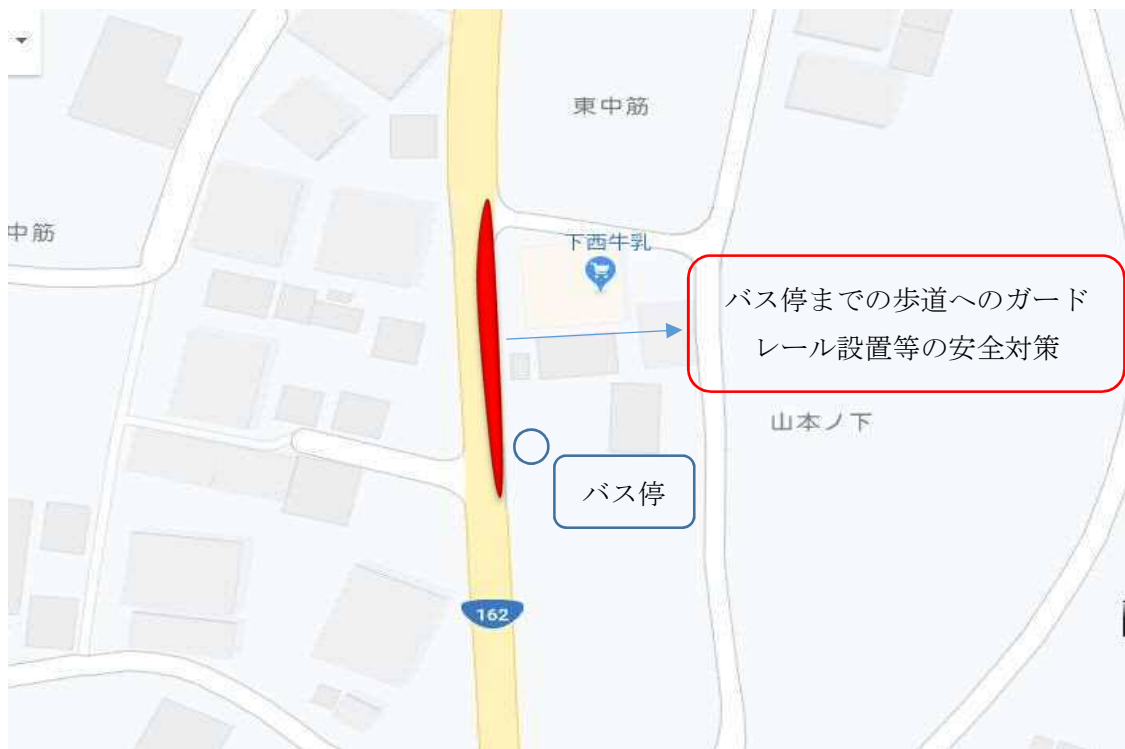 東中筋
中筋
下西牛乳
バス停までの歩道へのガード
レール設置等の安全対策
山本ノ下
バス停
162